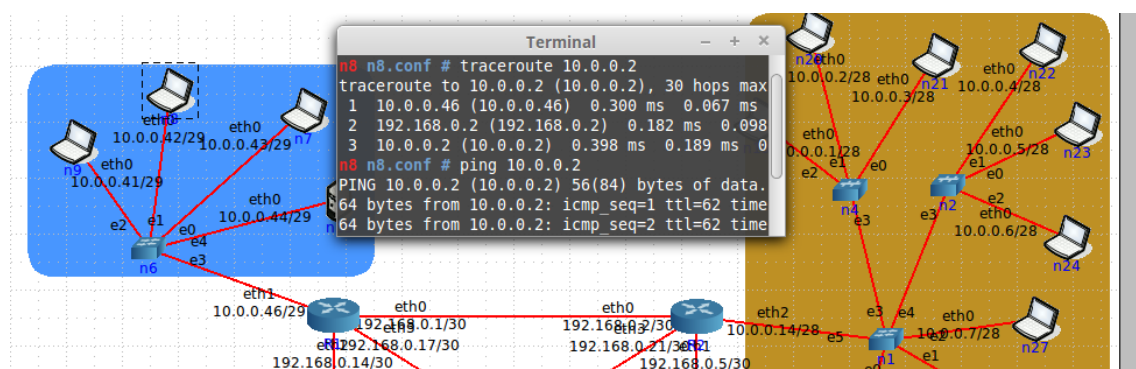 Terminal
n8 n8.conf # traceroute 10.0.0.2
traceroute to 10.0.0.2 (10.0.0.2), 30 hops max
1 10.0.0.46 (10.0.0.46) 0.300 ms 0.067 ms
2 192.168.0.2 (192.168.0.2) 0.182 ms 0.098
3 10.0.0.2 (10.0.0.2) 0.398 ms 0.189 ms 0
n8 n8.conf # ping 10.0.0.2
PING 10.0.0.2 (10.0.0.2) 56(84) bytes of data.
64 bytes from 10.0.0.2: icmp_seq=1 ttl=62 time
64 bytes from 10.0.0.2: icmp_seq=2 ttl=62 time
n8
eth0
10.0.0.42/29
n7
eth0
10.0.0.43/29
n9
eth0
10.0.0.41/29
eth0
10.0.0.44/29
e2
e1
e0
e4
e3
n6
eth1
10.0.0.46/29
eth0
192.168.0.1/30
192.168.0.17/30
192.168.0.14/30
eth0
192.168.0.2/30
192.168.0.21/30
192.168.0.5/30
eth2
10.0.0.14/28
eth0
10.0.0.2/28
n21
eth0
10.0.0.3/28
n22
eth0
10.0.0.4/28
n23
eth0
10.0.0.5/28
n24
eth0
10.0.0.6/28
eth0
e1
e0
e2
n4
e3
e1
e0
e2
n2
e3
e3
e4
eth0
10.0.0.7/28
n27
e5
e2
n1
e1